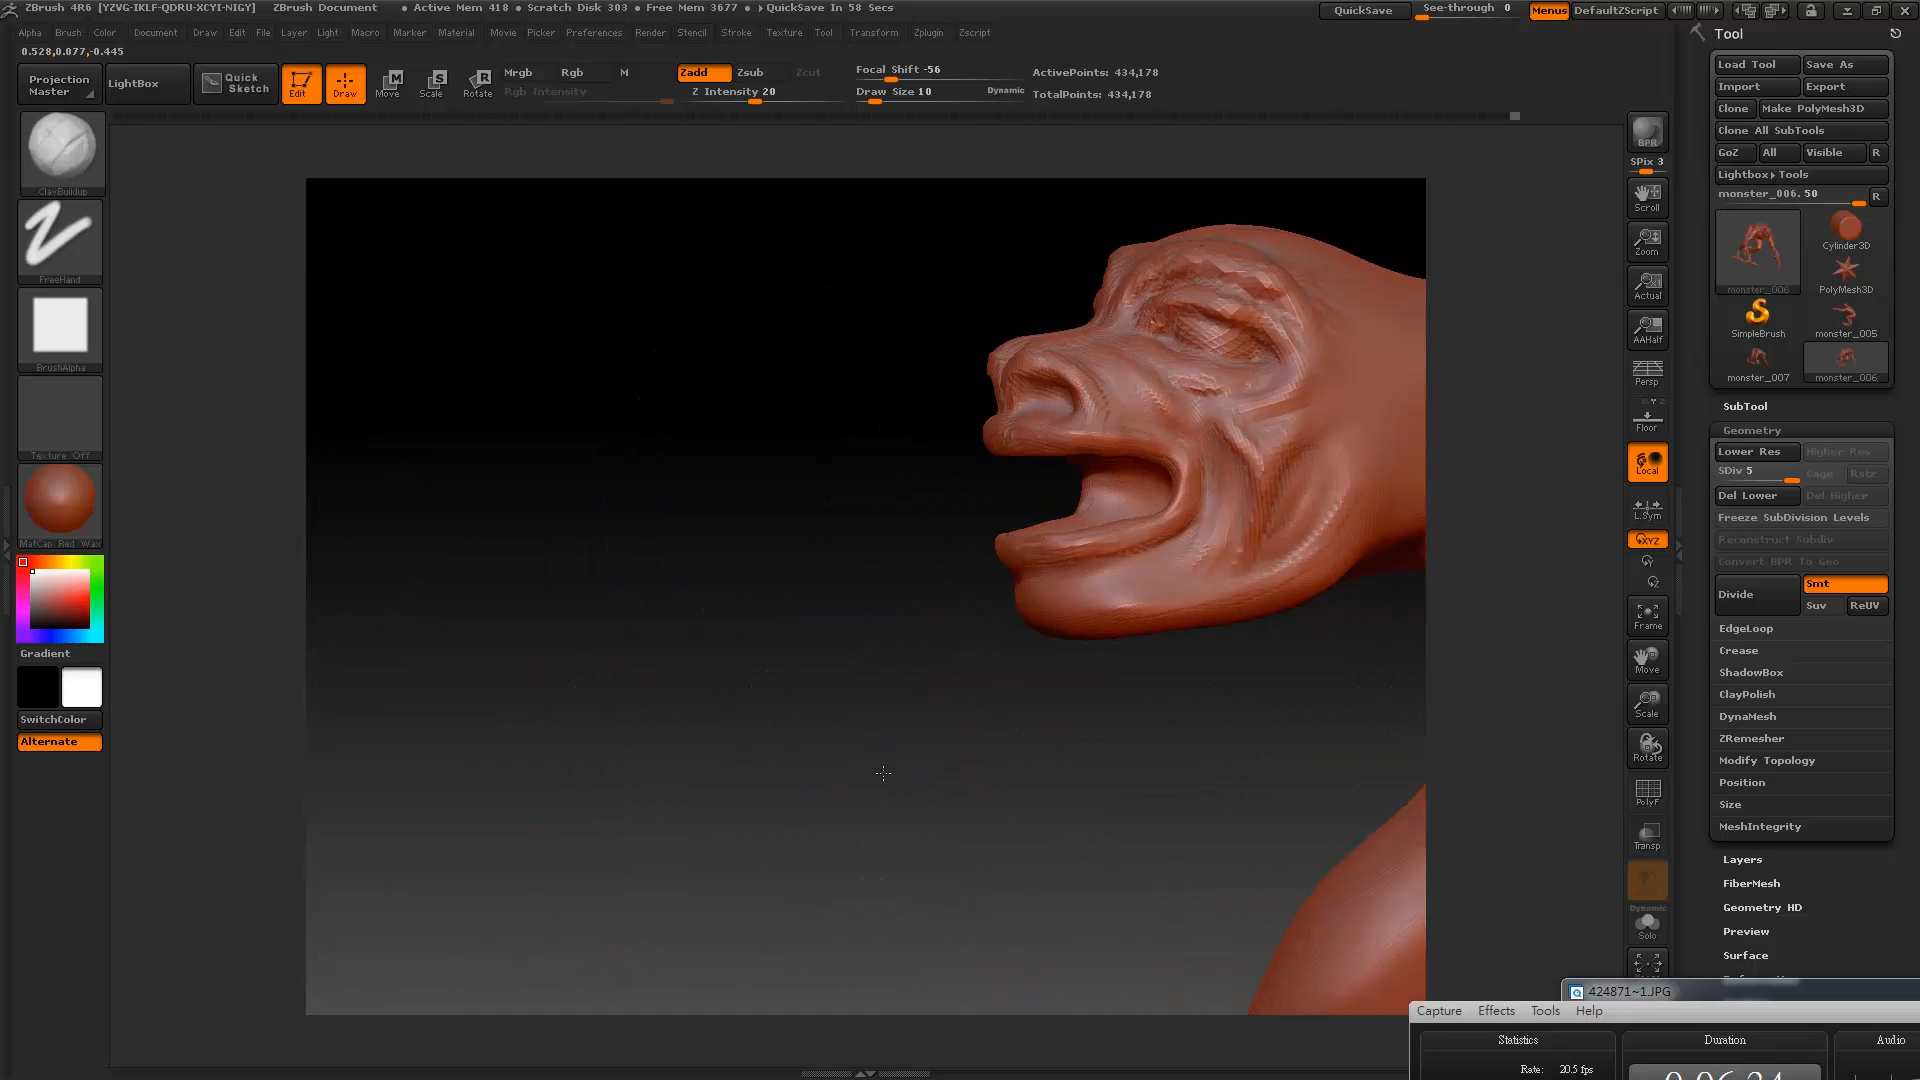 ZBrush 4R6 [YZVG-IKLF-QDRU-XCYI-NIGY] ZBrush Document • Active Mem 418 • Scratch Disk 303 • Free Mem 3677 • QuickSave In 58 Secs QuickSave See-through 0 Menus DefaultZScript
Alpha Brush Color Document Draw Edit File Layer Light Macro Marker Material Movie Picker Preferences Render Stencil Stroke Texture Tool Transform Zplugin Zscript
0.528,0.077,-0.445
Projection Master
LightBox
Quick Sketch
Edit
Draw
Move
Scale
Rotate
Mrgb Rgb M
Rgb Intensity
Zadd Zsub Zcut
Z Intensity 20
Focal Shift -56
Draw Size 10
Dynamic
ActivePoints: 434,178
TotalPoints: 434,178
ClayBuildup
FreeHand
BrushAlpha
Texture Off
MatCap Red Wax
Gradient
SwitchColor
Alternate
BPR
SPix 3
Scroll
Zoom
Actual
AAHalf
Persp
Floor
Local
L.Sym
XYZ
Frame
Move
Scale
Rotate
PolyF
Transp
Dynamic
Solo
Tool
Load Tool Save As
Import Export
Clone Make PolyMesh3D
Clone All SubTools
GoZ All Visible R
Lightbox▸ Tools
monster_006. 50 R
monster_006
Cylinder3D
PolyMesh3D
SimpleBrush monster_005
monster_007 monster_006
SubTool
Geometry
Lower Res Higher Res
SDiv 5 Cage Rstr
Del Lower Del Higher
Freeze SubDivision Levels
Reconstruct Subdiv
Convert BPR To Geo
Divide Smt
Suv ReUV
EdgeLoop
Crease
ShadowBox
ClayPolish
DynaMesh
ZRemesher
Modify Topology
Position
Size
MeshIntegrity
Layers
FiberMesh
Geometry HD
Preview
Surface
424871~1.JPG
Capture Effects Tools Help
Statistics Duration Audio
Rate: 20.5 fps